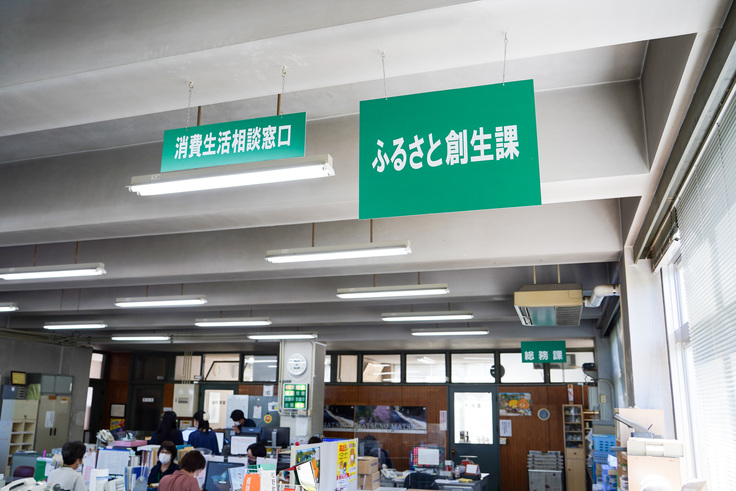 消費生活相談窓口
ふるさと創生課
総務課